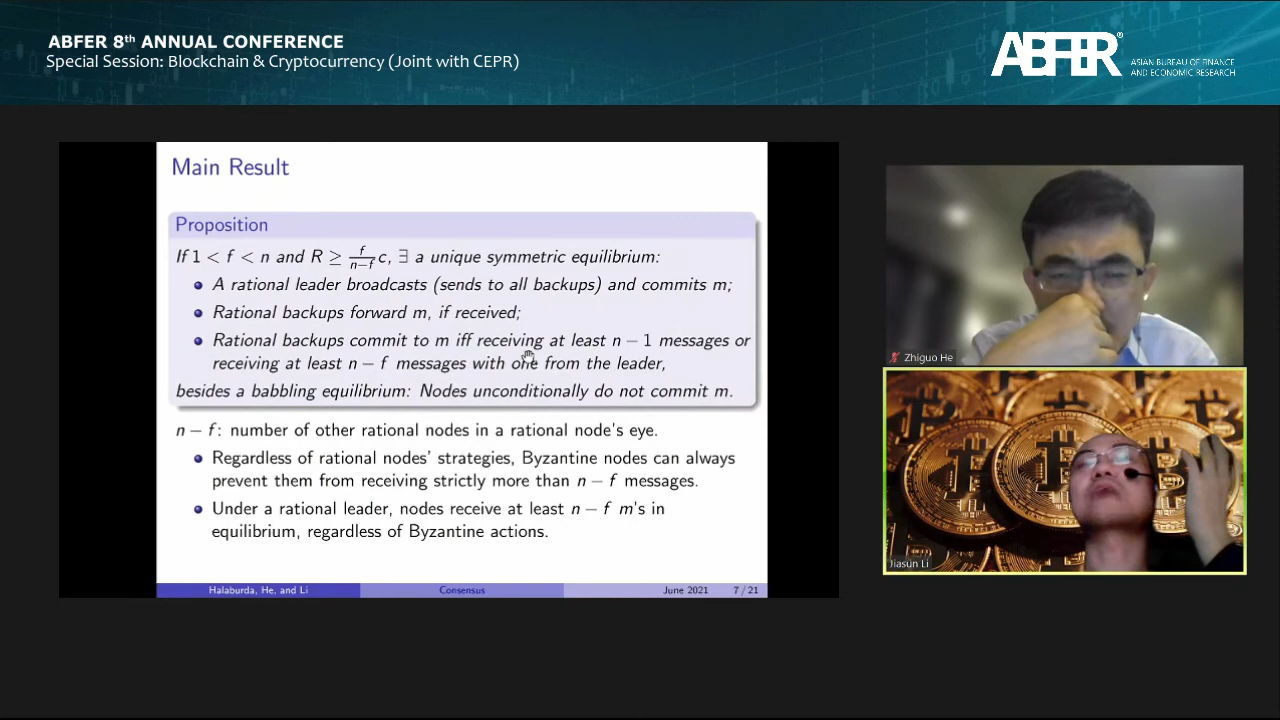 ABFER 8th ANNUAL CONFERENCE
Special Session: Blockchain & Cryptocurrency (Joint with CEPR)
ABFER®
ASIAN BUREAU OF FINANCE
AND ECONOMIC RESEARCH
Main Result
Proposition
If 1 < f < n and R ≥ f/(n−f) c, ∃ a unique symmetric equilibrium:
• A rational leader broadcasts (sends to all backups) and commits m;
• Rational backups forward m, if received;
• Rational backups commit to m iff receiving at least n − 1 messages or
receiving at least n − f messages with one from the leader,
besides a babbling equilibrium: Nodes unconditionally do not commit m.
n − f: number of other rational nodes in a rational node's eye.
• Regardless of rational nodes' strategies, Byzantine nodes can always
prevent them from receiving strictly more than n − f messages.
• Under a rational leader, nodes receive at least n − f m's in
equilibrium, regardless of Byzantine actions.
Halaburda, He, and Li
Consensus
June 2021
7 / 21
Zhiguo He
Jiasun Li